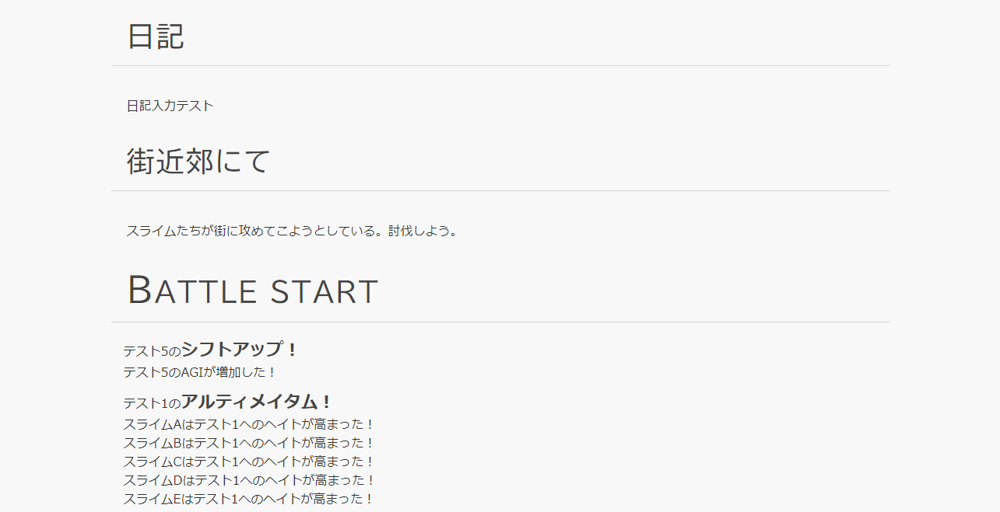 日記
日記入力テスト
街近郊にて
スライムたちが街に攻めてこようとしている。討伐しよう。
BATTLE START
テスト5のシフトアップ！
テスト5のAGIが増加した！
テスト1のアルティメイタム！
スライムAはテスト1へのヘイトが高まった！
スライムBはテスト1へのヘイトが高まった！
スライムCはテスト1へのヘイトが高まった！
スライムDはテスト1へのヘイトが高まった！
スライムEはテスト1へのヘイトが高まった！